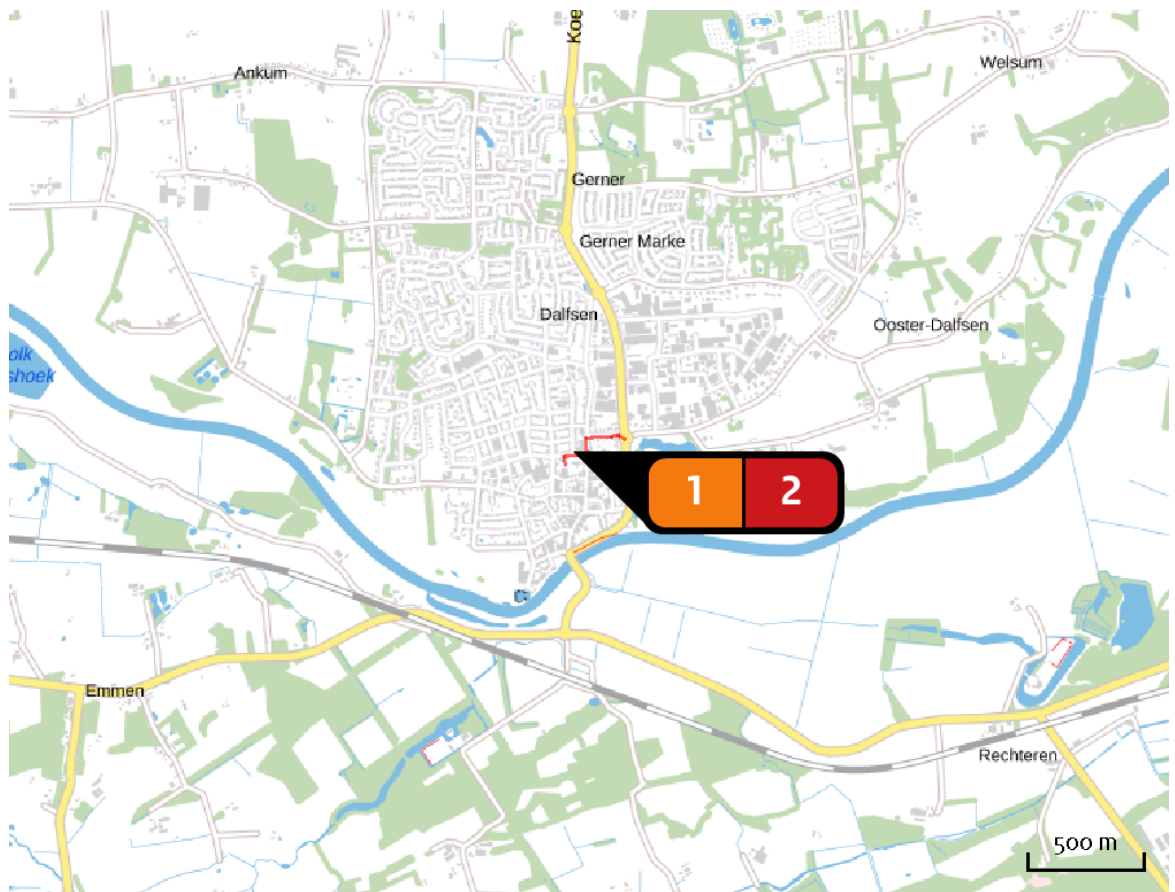 Koe
Ankum
Welsum
Gerner
Gerner Marke
Dalfsen
Ooster-Dalfsen
olk
shoek
1 2
Emmen
Rechteren
500 m